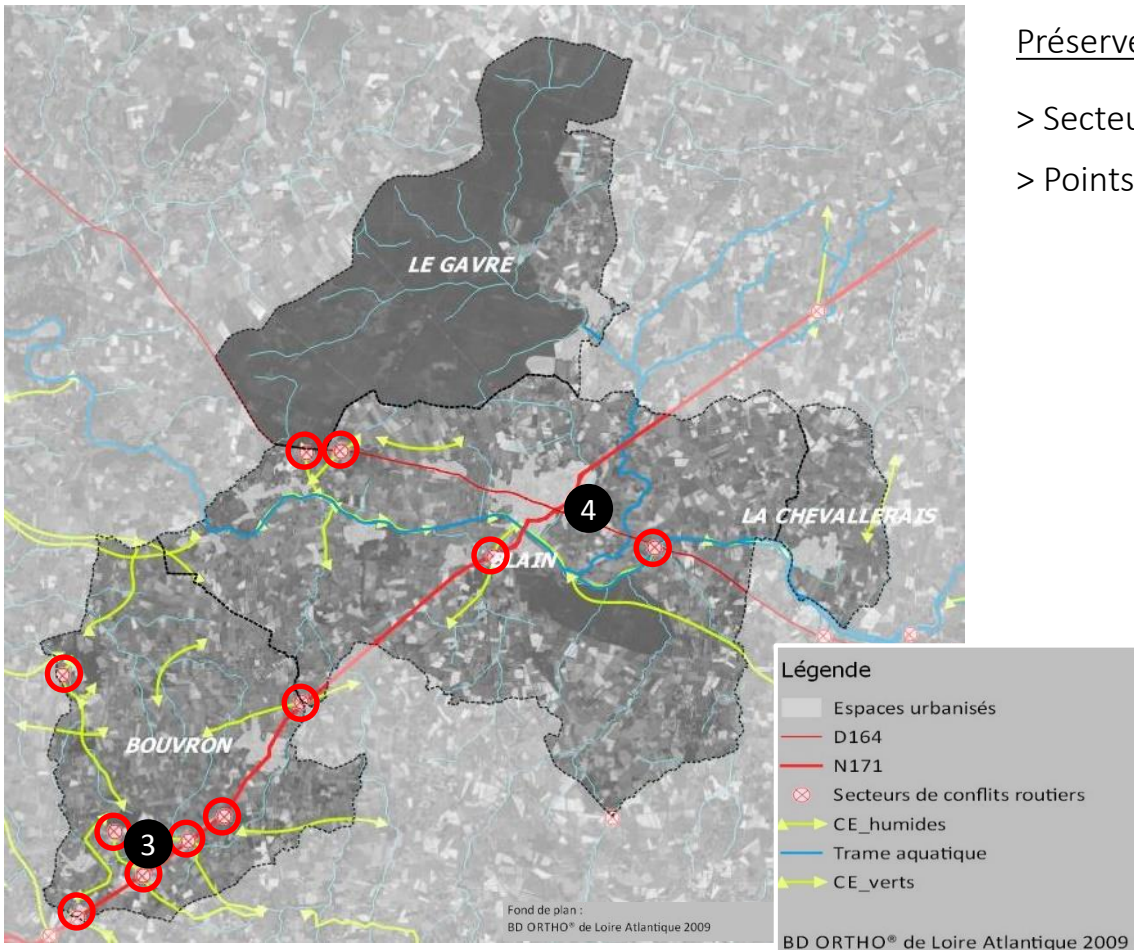 Préserve
> Secteu
> Points
LE GAVRE
4
LA CHEVALLERAIS
BLAIN
BOUVRON
3
Fond de plan :
BD ORTHO® de Loire Atlantique 2009
Légende
Espaces urbanisés
D164
N171
Secteurs de conflits routiers
CE_humides
Trame aquatique
CE_verts
BD ORTHO® de Loire Atlantique 2009